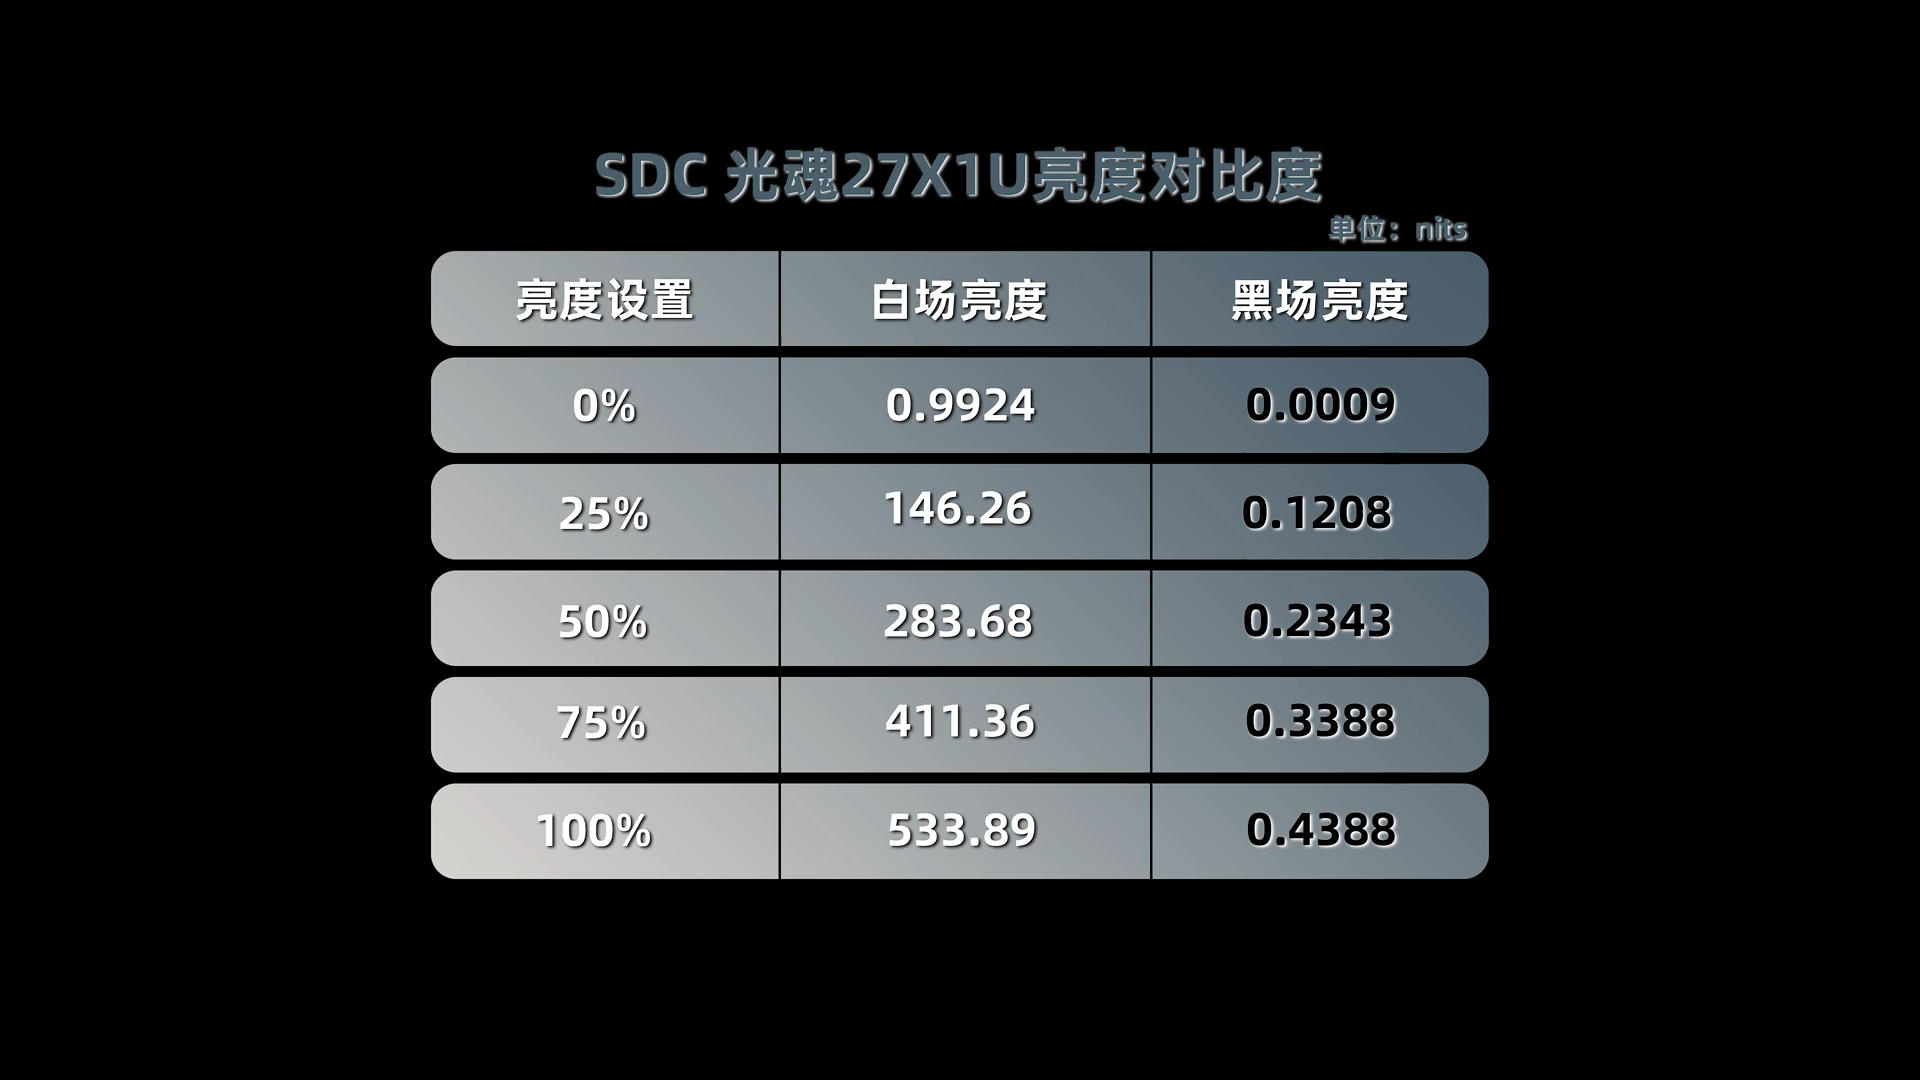 SDC 光魂27X1U亮度对比度
单位：nits
亮度设置 白场亮度 黑场亮度
0% 0.9924 0.0009
25% 146.26 0.1208
50% 283.68 0.2343
75% 411.36 0.3388
100% 533.89 0.4388